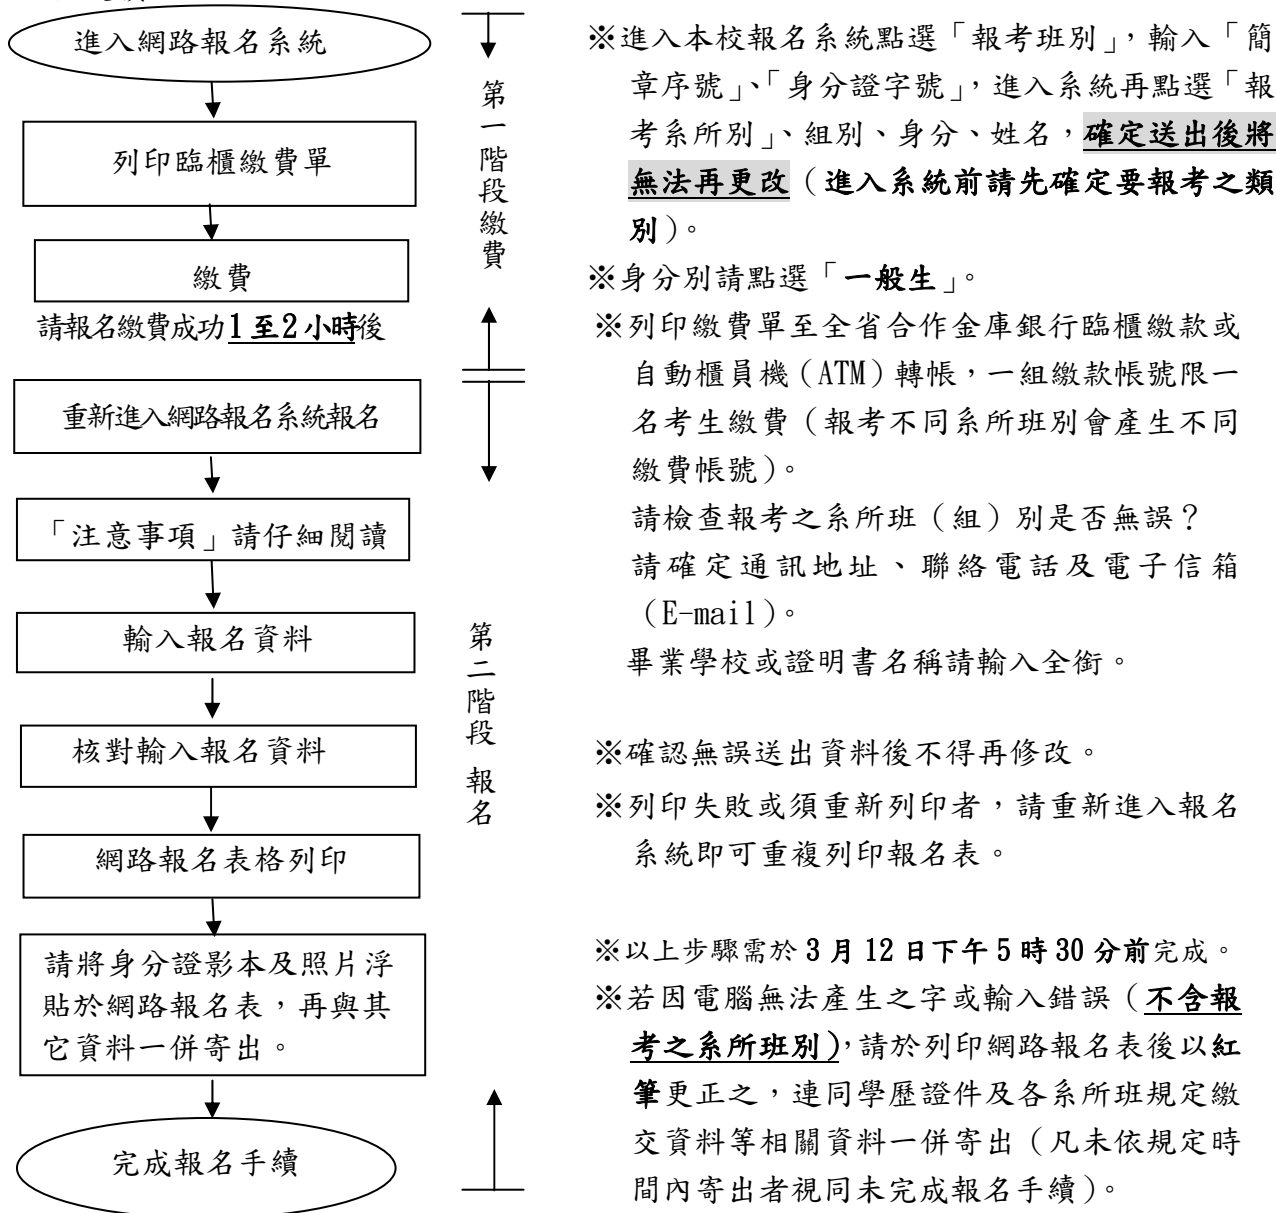 進入網路報名系統
列印臨櫃繳費單
繳費
請報名繳費成功1至2小時後
第一階段繳費
重新進入網路報名系統報名
「注意事項」請仔細閱讀
輸入報名資料
核對輸入報名資料
網路報名表格列印
請將身分證影本及照片浮
貼於網路報名表,再與其
它資料一併寄出。
完成報名手續
第二階段 報名
※進入本校報名系統點選「報考班別」,輸入「簡
章序號」、「身分證字號」,進入系統再點選「報
考系所別」、組別、身分、姓名,確定送出後將
無法再更改(進入系統前請先確定要報考之類
別)。
※身分別請點選「一般生」。
※列印繳費單至全省合作金庫銀行臨櫃繳款或
自動櫃員機(ATM)轉帳,一組繳款帳號限一
名考生繳費(報考不同系所班別會產生不同
繳費帳號)。
請檢查報考之系所班(組)別是否無誤?
請確定通訊地址、聯絡電話及電子信箱
(E-mail)。
畢業學校或證明書名稱請輸入全銜。
※確認無誤送出資料後不得再修改。
※列印失敗或須重新列印者,請重新進入報名
系統即可重複列印報名表。
※以上步驟需於3月12日下午5時30分前完成。
※若因電腦無法產生之字或輸入錯誤(不含報
考之系所班別),請於列印網路報名表後以紅
筆更正之,連同學歷證件及各系所班規定繳
交資料等相關資料一併寄出(凡未依規定時
間內寄出者視同未完成報名手續)。